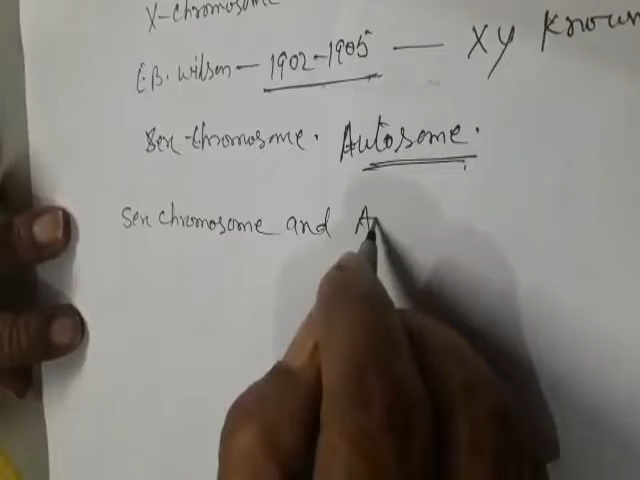 X-chromosome
E.B. Wilson — 1902-1905 — XY known
Sex-chromosome. Autosome.
Sex chromosome and A